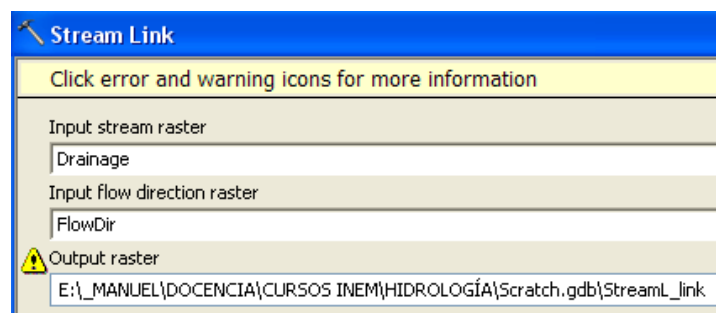 Stream Link
Click error and warning icons for more information
Input stream raster
Drainage
Input flow direction raster
FlowDir
Output raster
E:\_MANUEL\DOCENCIA\CURSOS INEM\HIDROLOGÍA\Scratch.gdb\StreamL_link